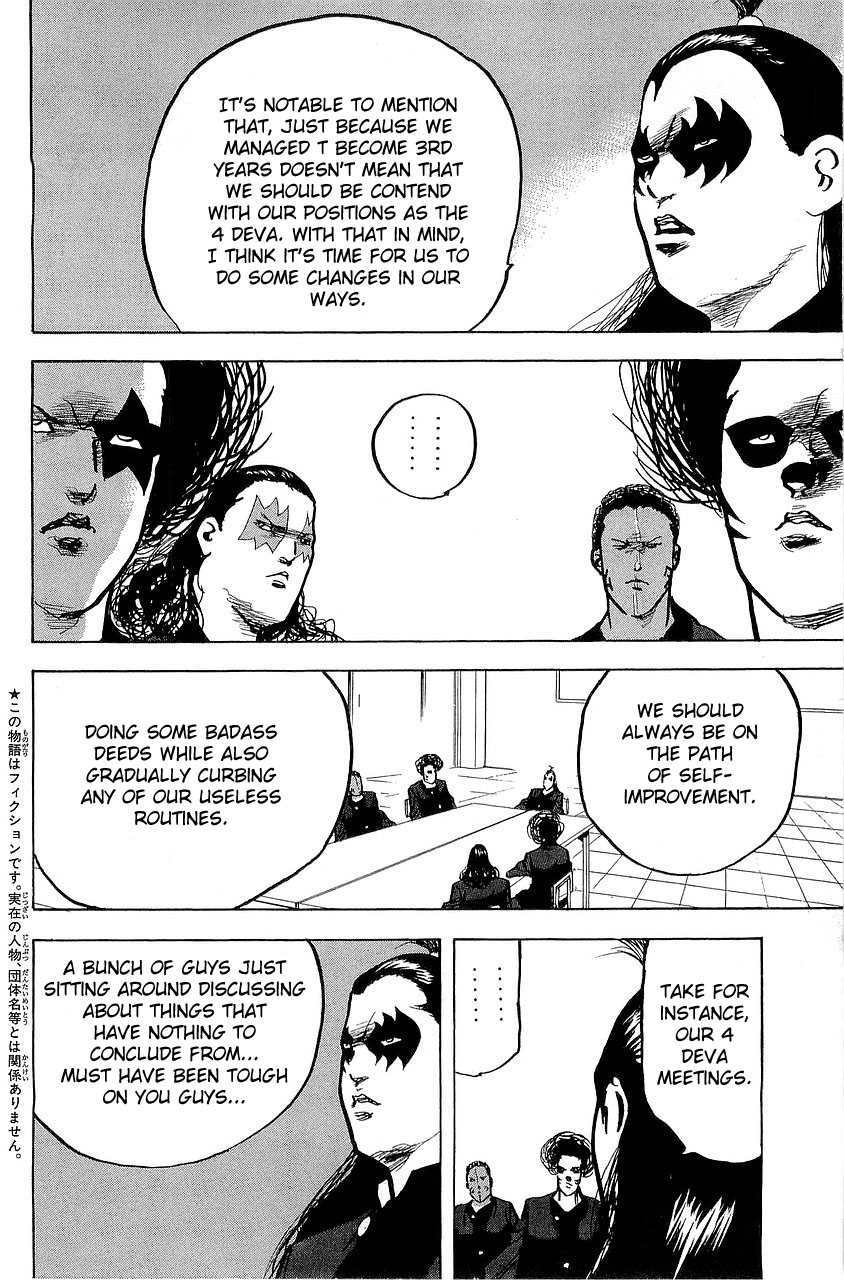 IT'S NOTABLE TO MENTION
THAT, JUST BECAUSE WE
MANAGED T BECOME 3RD
YEARS DOESN'T MEAN THAT
WE SHOULD BE CONTEND
WITH OUR POSITIONS AS THE
4 DEVA. WITH THAT IN MIND,
I THINK IT'S TIME FOR US TO
DO SOME CHANGES IN OUR
WAYS.
WE SHOULD
ALWAYS BE ON
THE PATH
OF SELF-
IMPROVEMENT.
DOING SOME BADASS
DEEDS WHILE ALSO
GRADUALLY CURBING
ANY OF OUR USELESS
ROUTINES.
TAKE FOR
INSTANCE,
OUR 4
DEVA
MEETINGS.
A BUNCH OF GUYS JUST
SITTING AROUND DISCUSSING
ABOUT THINGS THAT
HAVE NOTHING TO
CONCLUDE FROM...
MUST HAVE BEEN TOUGH
ON YOU GUYS...
★この物語はフィクションです。実在の人物、団体名等とは関係ありません。